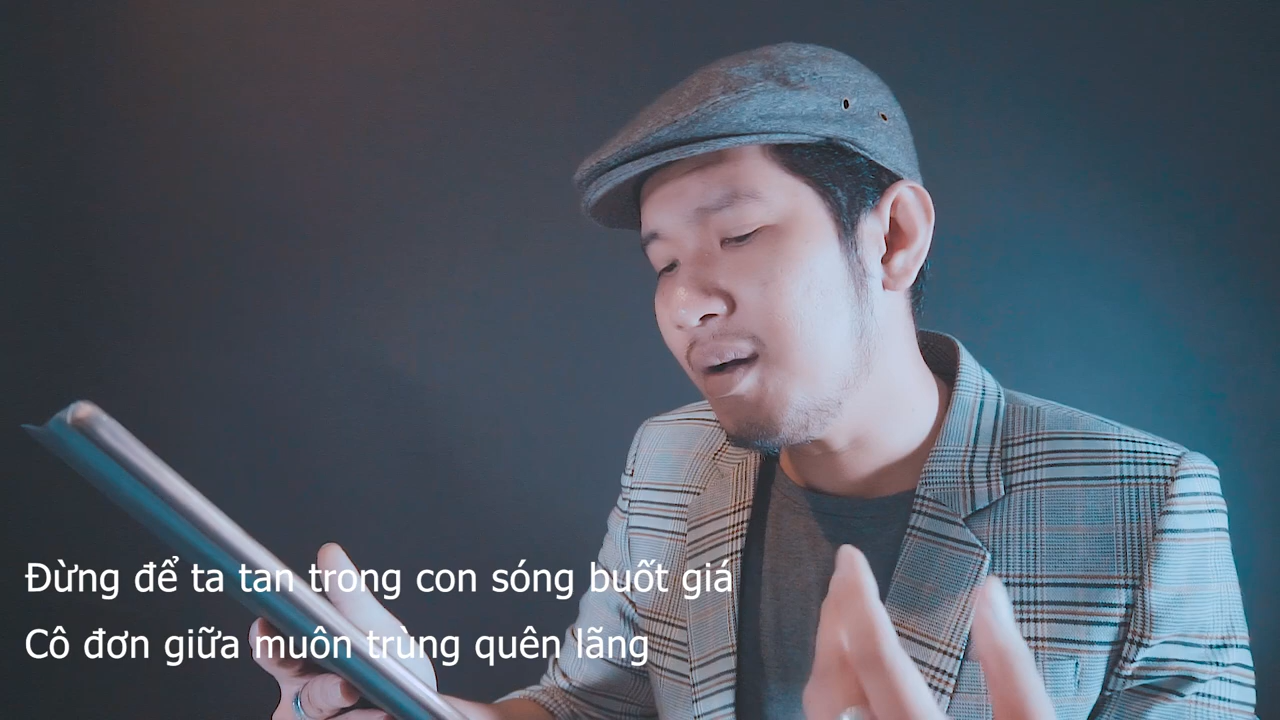 Đừng để ta tan trong con sóng buốt giá
Cô đơn giữa muôn trùng quên lãng